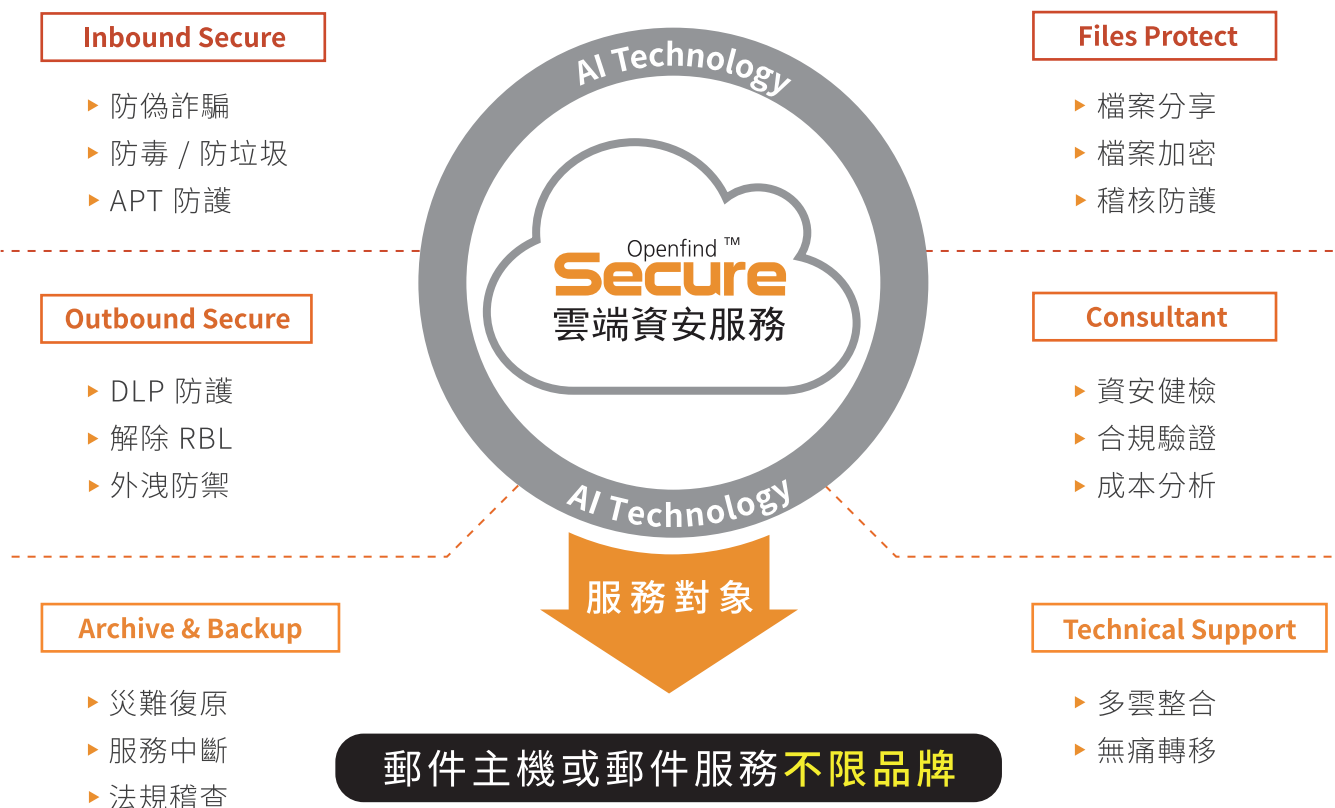 Inbound Secure
防偽詐騙
防毒 / 防垃圾
APT 防護
Outbound Secure
DLP 防護
解除 RBL
外洩防禦
Archive & Backup
災難復原
服務中斷
法規稽查
AI Technology
Openfind ™
Secure
雲端資安服務
AI Technology
服務對象
郵件主機或郵件服務不限品牌
Files Protect
檔案分享
檔案加密
稽核防護
Consultant
資安健檢
合規驗證
成本分析
Technical Support
多雲整合
無痛轉移